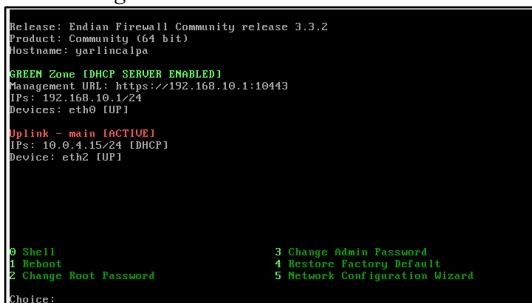 Release: Endian Firewall Community release 3.3.2
Product: Community (64 bit)
Hostname: yarlincalpa
GREEN Zone [DHCP SERVER ENABLED]
Management URL: https://192.168.10.1:10443
IPs: 192.168.10.1/24
Devices: eth0 [UP]
Uplink - main [ACTIVE]
IPs: 10.0.4.15/24 [DHCP]
Device: eth2 [UP]
0 Shell
1 Reboot
2 Change Root Password
3 Change Admin Password
4 Restore Factory Default
5 Network Configuration Wizard
Choice: